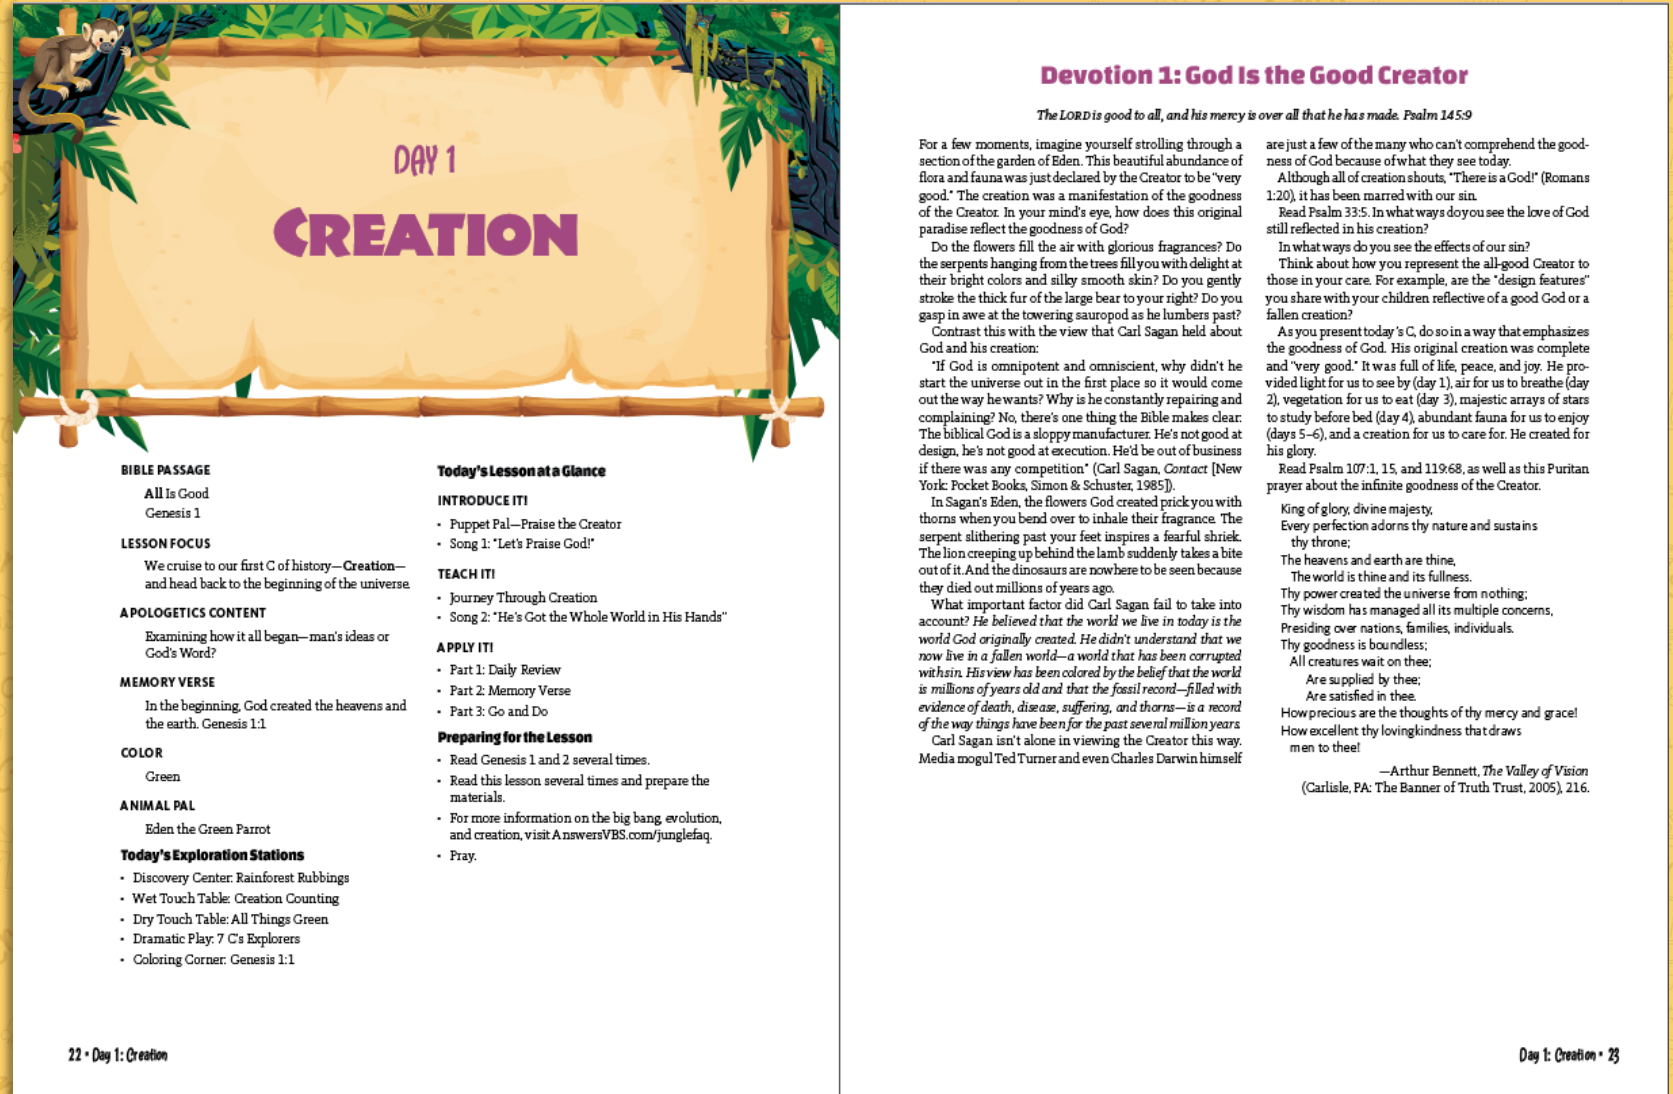 DAY 1
CREATION
BIBLE PASSAGE
All Is Good
Genesis 1
LESSON FOCUS
We cruise to our first C of history—Creation—
and head back to the beginning of the universe.
APOLOGETICS CONTENT
Examining how it all began—man's ideas or
God's Word?
MEMORY VERSE
In the beginning, God created the heavens and
the earth. Genesis 1:1
COLOR
Green
ANIMAL PAL
Eden the Green Parrot
Today's Exploration Stations
• Discovery Center: Rainforest Rubbings
• Wet Touch Table: Creation Counting
• Dry Touch Table: All Things Green
• Dramatic Play: 7 C's Explorers
• Coloring Corner: Genesis 1:1
Today's Lesson at a Glance
INTRODUCE IT!
• Puppet Pal—Praise the Creator
• Song 1: "Let's Praise God!"
TEACH IT!
• Journey Through Creation
• Song 2: "He's Got the Whole World in His Hands"
APPLY IT!
• Part 1: Daily Review
• Part 2: Memory Verse
• Part 3: Go and Do
Preparing for the Lesson
• Read Genesis 1 and 2 several times.
• Read this lesson several times and prepare the
materials.
• For more information on the big bang, evolution,
and creation, visit AnswersVBS.com/junglefaq.
• Pray.
22 • Day 1: Creation
Devotion 1: God Is the Good Creator
The LORD is good to all, and his mercy is over all that he has made. Psalm 145:9
For a few moments, imagine yourself strolling through a
section of the garden of Eden. This beautiful abundance of
flora and fauna was just declared by the Creator to be "very
good." The creation was a manifestation of the goodness
of the Creator. In your mind's eye, how does this original
paradise reflect the goodness of God?
Do the flowers fill the air with glorious fragrances? Do
the serpents hanging from the trees fill you with delight at
their bright colors and silky smooth skin? Do you gently
stroke the thick fur of the large bear to your right? Do you
gasp in awe at the towering sauropod as he lumbers past?
Contrast this with the view that Carl Sagan held about
God and his creation:
"If God is omnipotent and omniscient, why didn't he
start the universe out in the first place so it would come
out the way he wants? Why is he constantly repairing and
complaining? No, there's one thing the Bible makes clear:
The biblical God is a sloppy manufacturer. He's not good at
design, he's not good at execution. He'd be out of business
if there was any competition" (Carl Sagan, Contact [New
York: Pocket Books, Simon & Schuster, 1985]).
In Sagan's Eden, the flowers God created prick you with
thorns when you bend over to inhale their fragrance. The
serpent slithering past your feet inspires a fearful shriek.
The lion creeping up behind the lamb suddenly takes a bite
out of it. And the dinosaurs are nowhere to be seen because
they died out millions of years ago.
What important factor did Carl Sagan fail to take into
account? He believed that the world we live in today is the
world God originally created. He didn't understand that we
now live in a fallen world—a world that has been corrupted
with sin. His view has been colored by the belief that the world
is millions of years old and that the fossil record—filled with
evidence of death, disease, suffering, and thorns—is a record
of the way things have been for the past several million years.
Carl Sagan isn't alone in viewing the Creator this way.
Media mogul Ted Turner and even Charles Darwin himself
are just a few of the many who can't comprehend the good-
ness of God because of what they see today.
Although all of creation shouts, "There is a God!" (Romans
1:20), it has been marred with our sin.
Read Psalm 33:5. In what ways do you see the love of God
still reflected in his creation?
In what ways do you see the effects of our sin?
Think about how you represent the all-good Creator to
those in your care. For example, are the "design features"
you share with your children reflective of a good God or a
fallen creation?
As you present today's C, do so in a way that emphasizes
the goodness of God. His original creation was complete
and "very good." It was full of life, peace, and joy. He pro-
vided light for us to see by (day 1), air for us to breathe (day
2), vegetation for us to eat (day 3), majestic arrays of stars
to study before bed (day 4), abundant fauna for us to enjoy
(days 5–6), and a creation for us to care for. He created for
his glory.
Read Psalm 107:1, 15, and 119:68, as well as this Puritan
prayer about the infinite goodness of the Creator.
King of glory, divine majesty,
Every perfection adorns thy nature and sustains
thy throne;
The heavens and earth are thine,
The world is thine and its fullness.
Thy power created the universe from nothing;
Thy wisdom has managed all its multiple concerns,
Presiding over nations, families, individuals.
Thy goodness is boundless;
All creatures wait on thee;
Are supplied by thee;
Are satisfied in thee.
How precious are the thoughts of thy mercy and grace!
How excellent thy lovingkindness that draws
men to thee!
—Arthur Bennett, The Valley of Vision
(Carlisle, PA: The Banner of Truth Trust, 2005), 216.
Day 1: Creation • 23